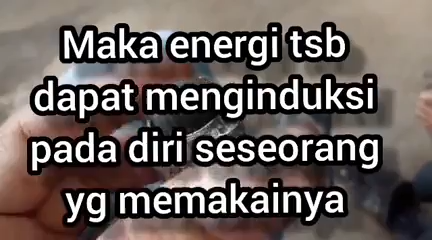 Maka energi tsb
dapat menginduksi
pada diri seseorang
yg memakainya